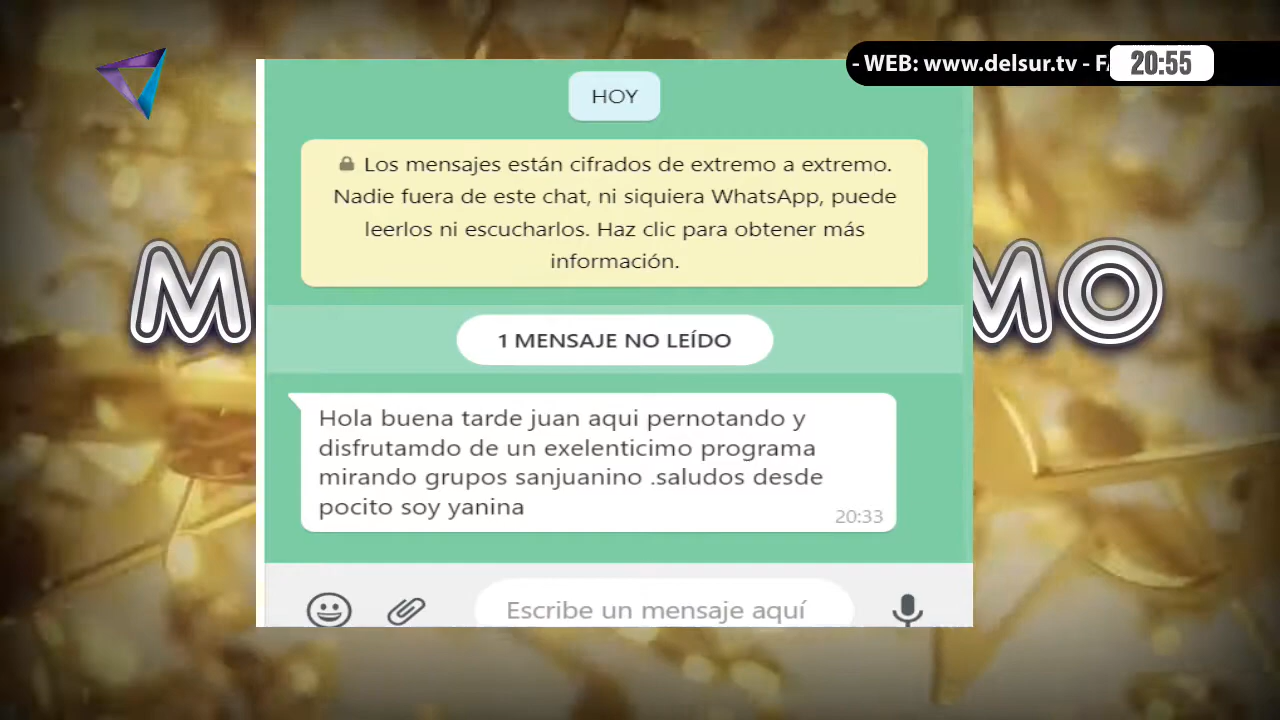 - WEB: www.delsur.tv - FA
20:55
HOY
Los mensajes están cifrados de extremo a extremo.
Nadie fuera de este chat, ni siquiera WhatsApp, puede
leerlos ni escucharlos. Haz clic para obtener más
información.
1 MENSAJE NO LEÍDO
Hola buena tarde juan aqui pernotando y
disfrutamdo de un exelenticimo programa
mirando grupos sanjuanino .saludos desde
pocito soy yanina
20:33
Escribe un mensaje aquí